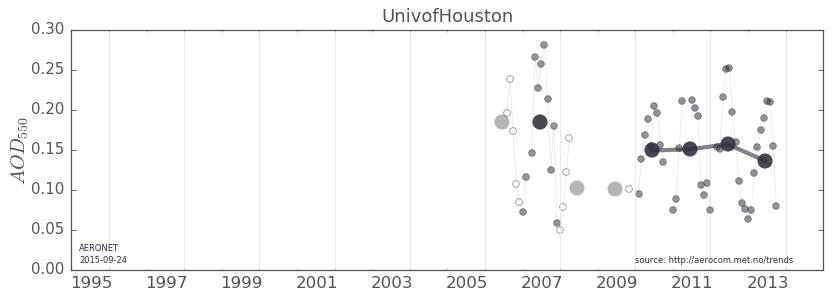 UnivofHouston
0.30
0.25
0.20
0.15
0.10
0.05
0.00
AOD550
AERONET
2015-09-24
source: http://aerocom.met.no/trends
1995 1997 1999 2001 2003 2005 2007 2009 2011 2013